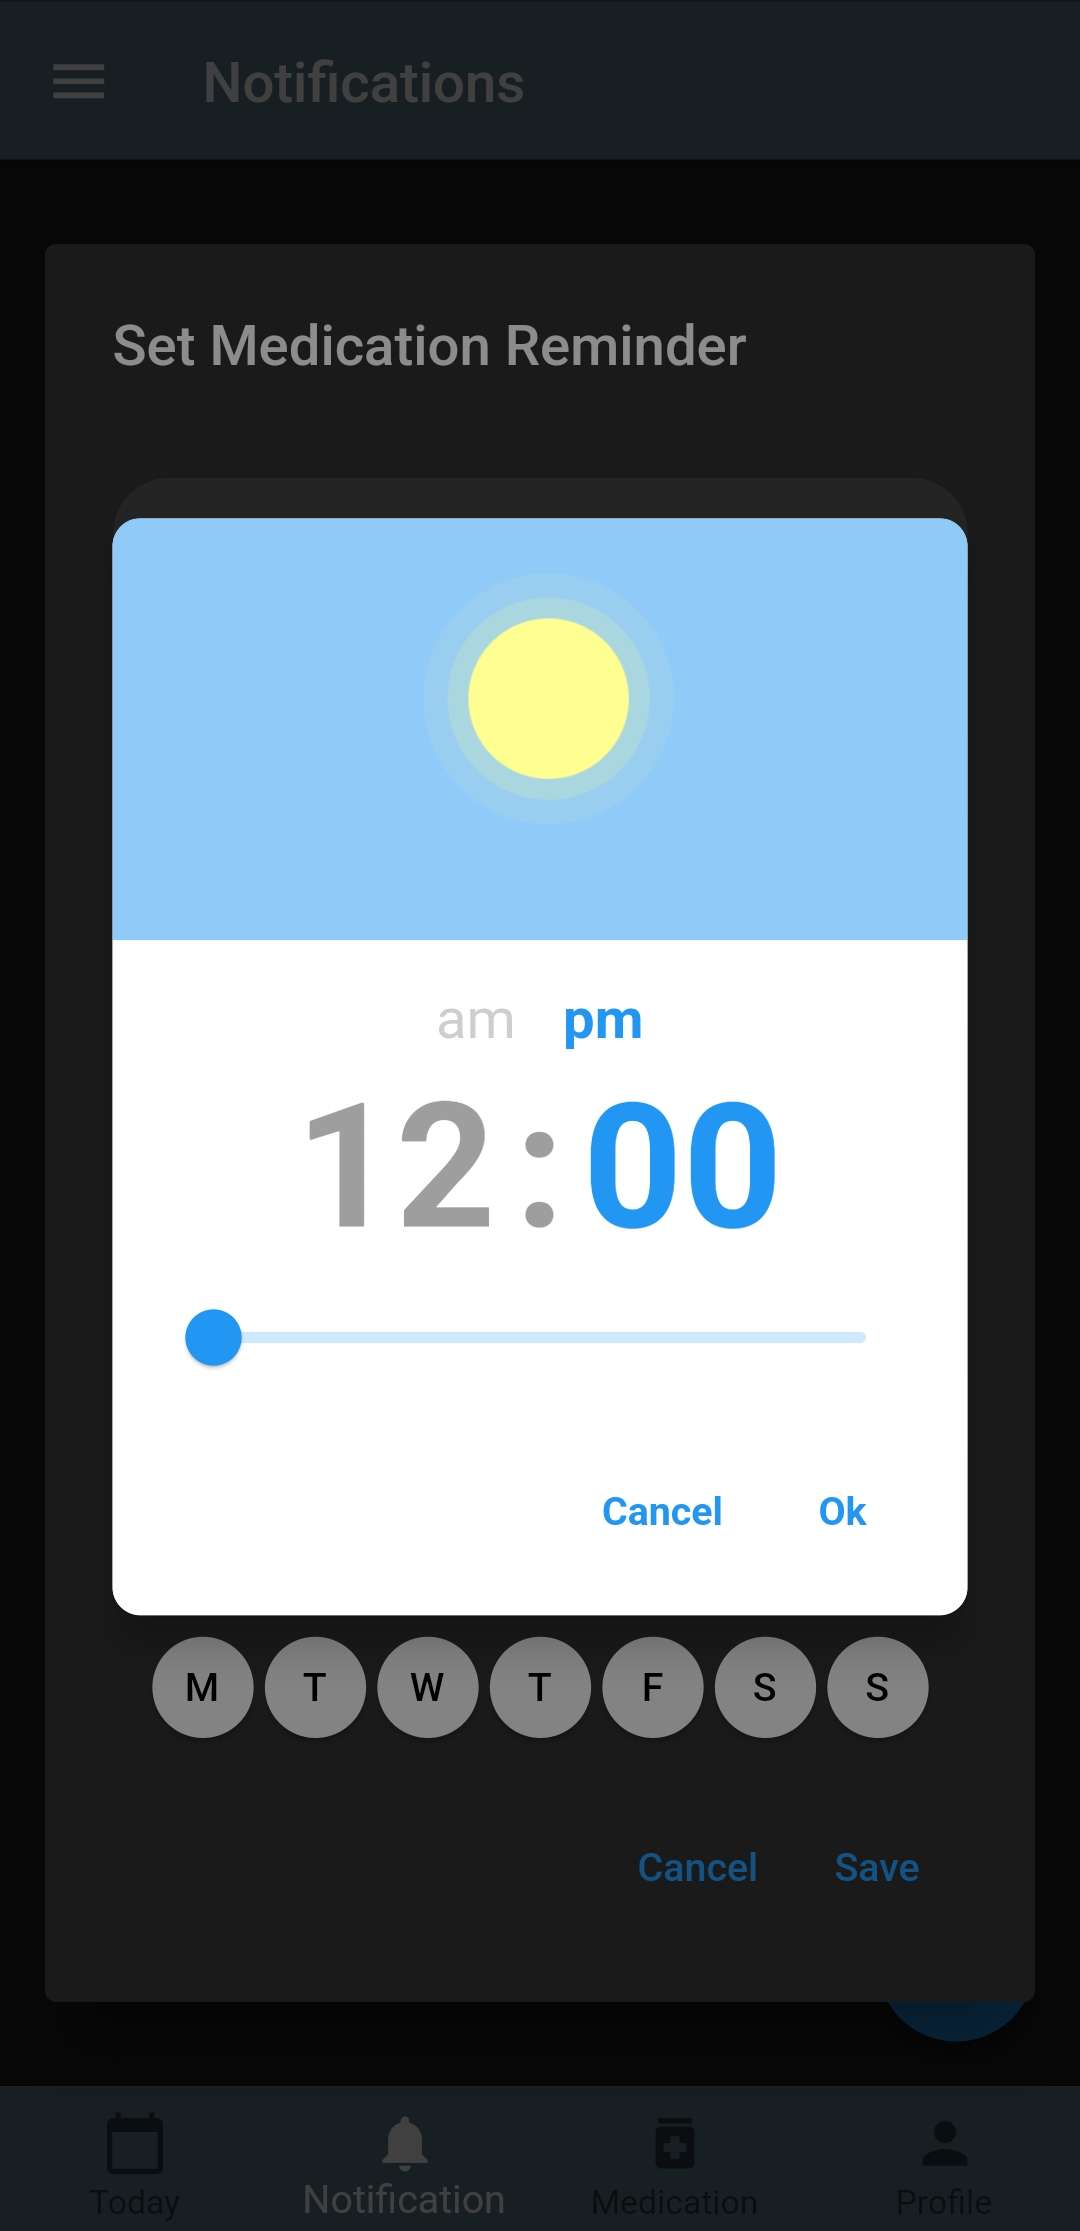 Notifications
Set Medication Reminder
am pm
12:00
Cancel Ok
M T W T F S S
Cancel Save
Today Notification Medication Profile